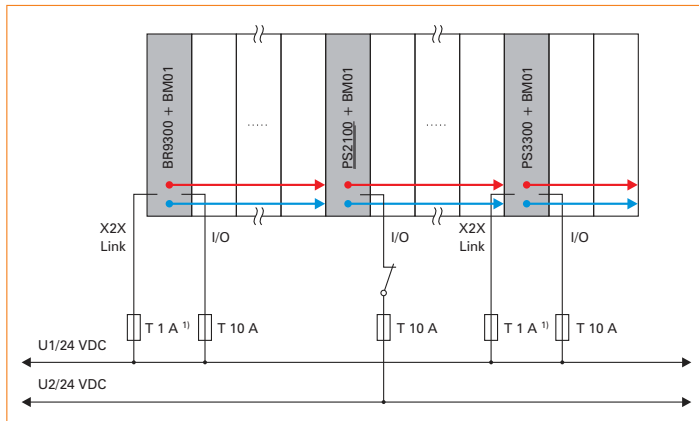 BR9300 + BM01
.....
PS2100 + BM01
.....
PS3300 + BM01
X2X
Link
I/O
I/O
X2X
Link
I/O
T 1 A 1)
T 10 A
T 10 A
T 1 A 1)
T 10 A
U1/24 VDC
U2/24 VDC